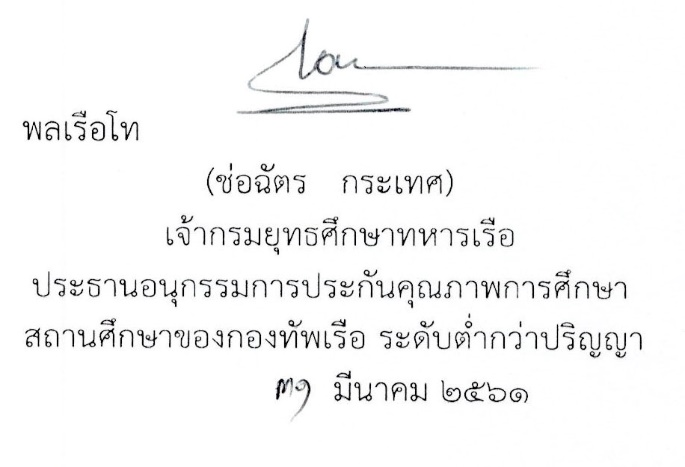 พลเรือโท
(ช่อฉัตร กระเทศ)
เจ้ากรมยุทธศึกษาทหารเรือ
ประธานอนุกรรมการประกันคุณภาพการศึกษา
สถานศึกษาของกองทัพเรือ ระดับต่ำกว่าปริญญา
๓๑ มีนาคม ๒๕๖๑